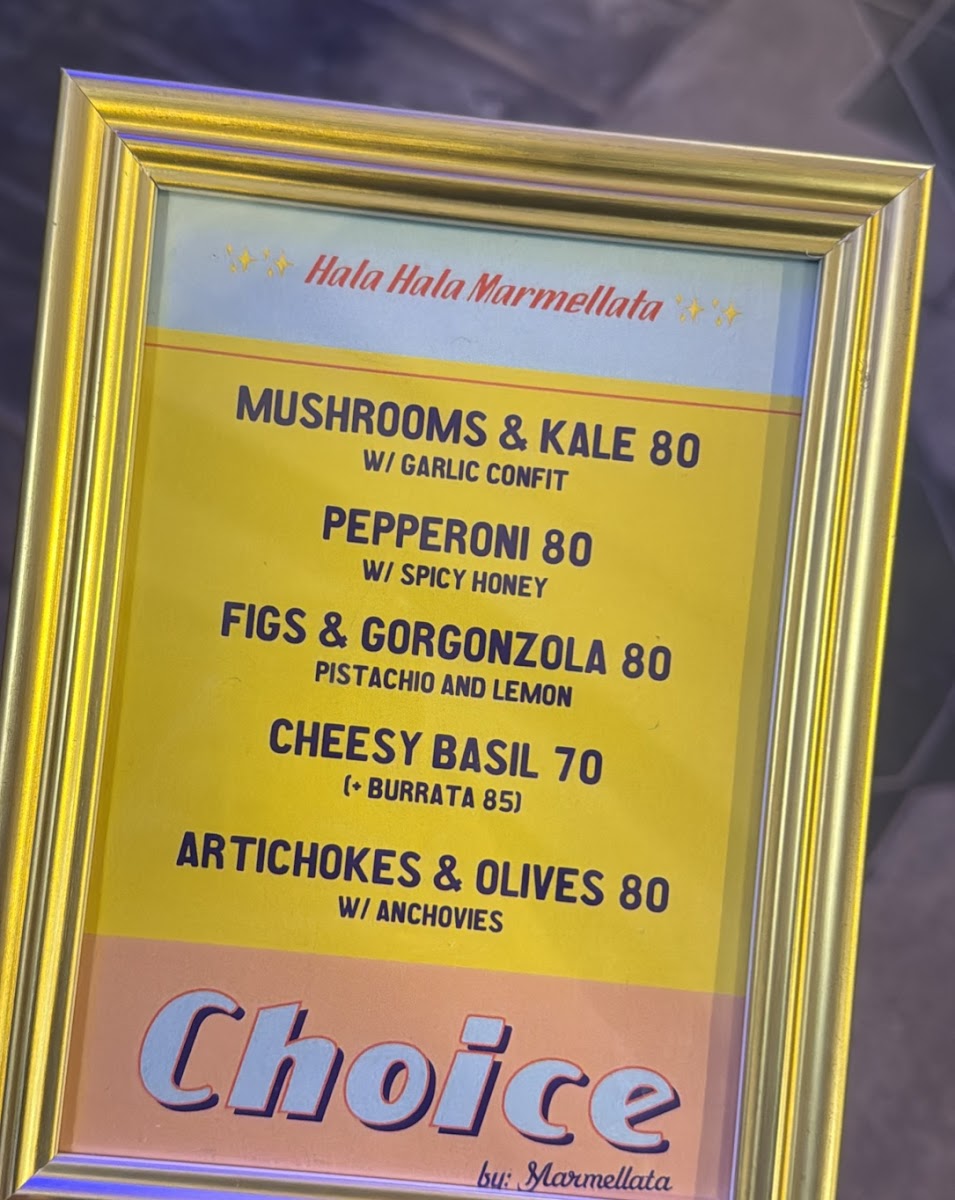 Hala Hala Marmellata
MUSHROOMS & KALE 80
W/ GARLIC CONFIT
PEPPERONI 80
W/ SPICY HONEY
FIGS & GORGONZOLA 80
PISTACHIO AND LEMON
CHEESY BASIL 70
(+ BURRATA 85)
ARTICHOKES & OLIVES 80
W/ ANCHOVIES
Choice
by: Marmellata